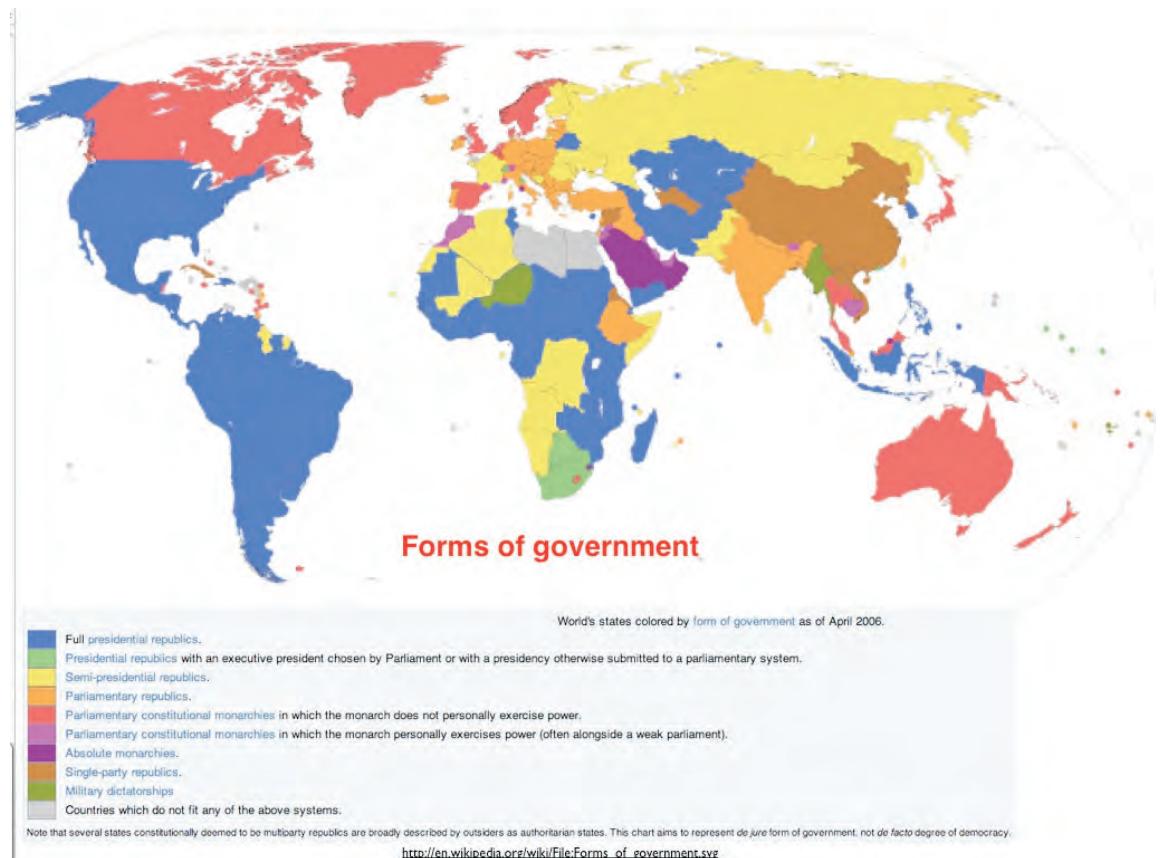 Forms of government
World's states colored by form of government as of April 2006.
Full presidential republics.
Presidential republics with an executive president chosen by Parliament or with a presidency otherwise submitted to a parliamentary system.
Semi-presidential republics.
Parliamentary republics.
Parliamentary constitutional monarchies in which the monarch does not personally exercise power.
Parliamentary constitutional monarchies in which the monarch personally exercises power (often alongside a weak parliament).
Absolute monarchies.
Single-party republics.
Military dictatorships
Countries which do not fit any of the above systems.
Note that several states constitutionally deemed to be multiparty republics are broadly described by outsiders as authoritarian states. This chart aims to represent de jure form of government, not de facto degree of democracy.
http://en.wikipedia.org/wiki/File:Forms_of_government.svg